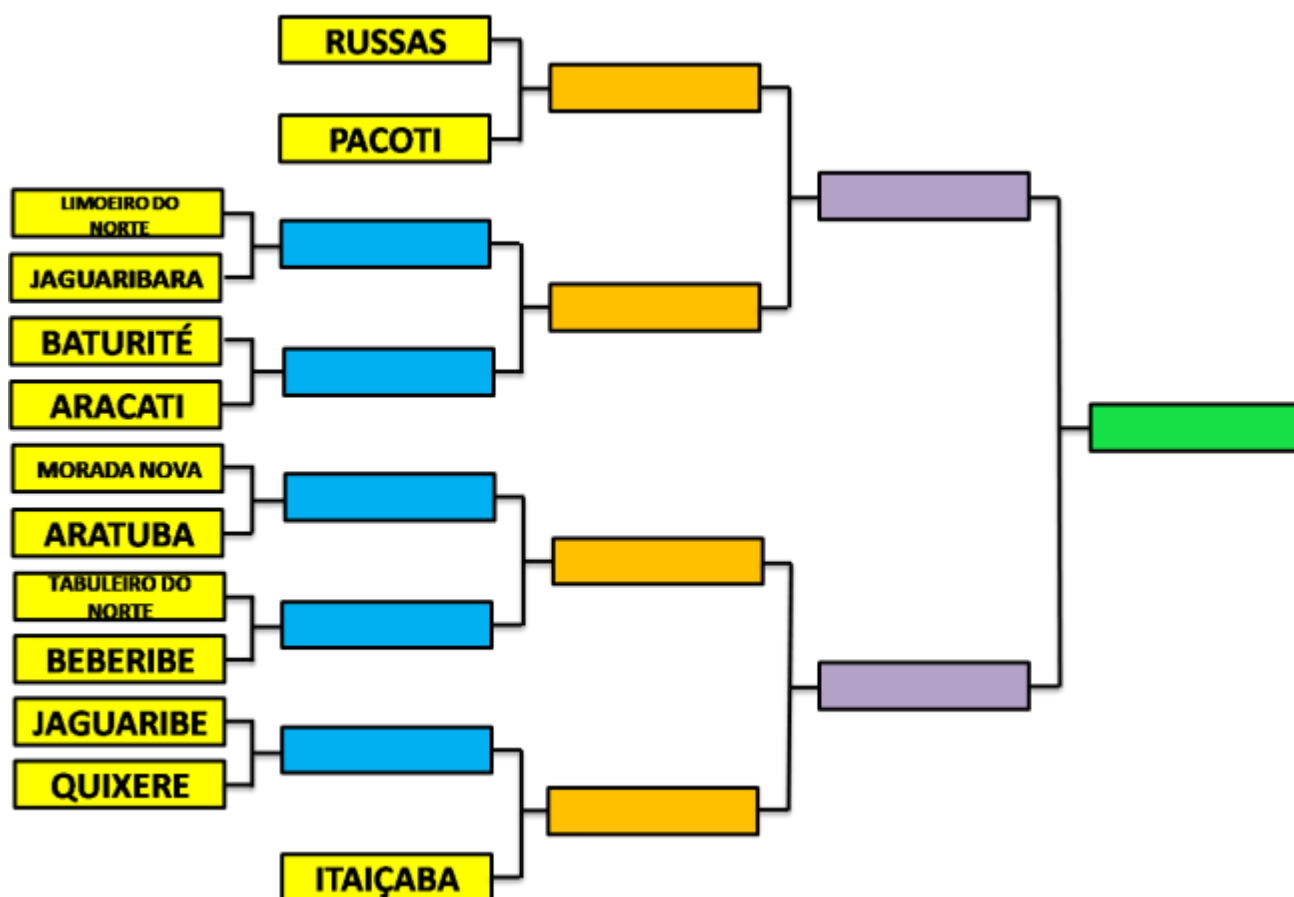 RUSSAS
PACOTI
LIMOEIRO DO
NORTE
JAGUARIBARA
BATURITÉ
ARACATI
MORADA NOVA
ARATUBA
TABULEIRO DO
NORTE
BEBERIBE
JAGUARIBE
QUIXERE
ITAIÇABA